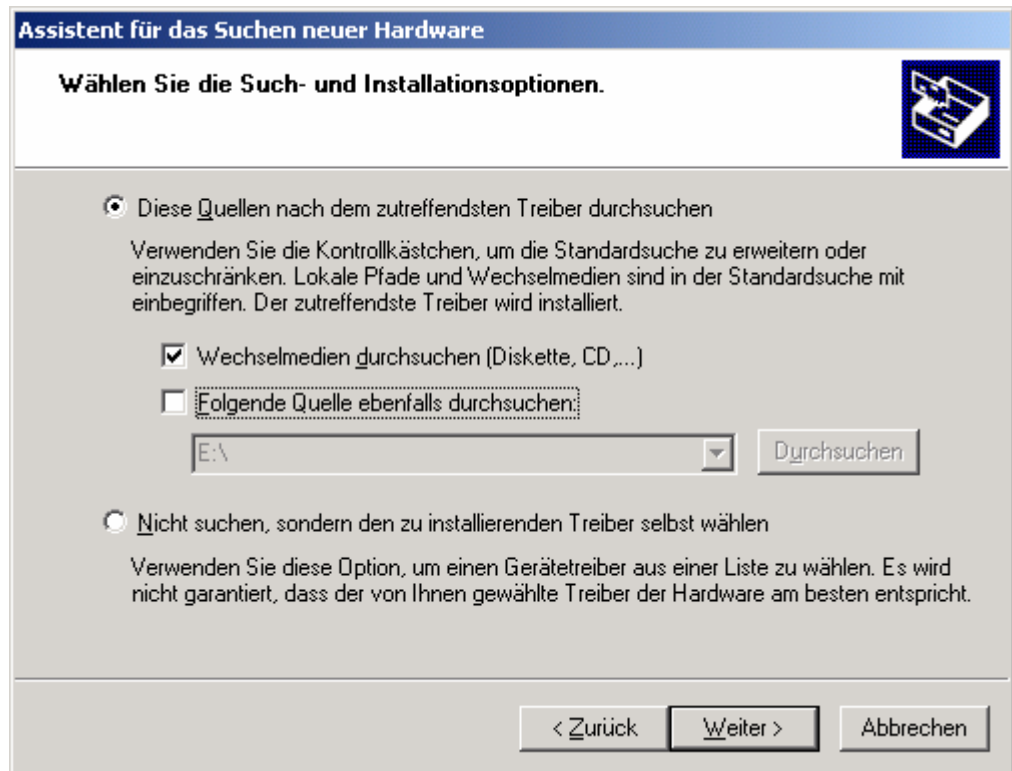 Assistent für das Suchen neuer Hardware
Wählen Sie die Such- und Installationsoptionen.
Diese Quellen nach dem zutreffendsten Treiber durchsuchen
Verwenden Sie die Kontrollkästchen, um die Standardsuche zu erweitern oder
einzuschränken. Lokale Pfade und Wechselmedien sind in der Standardsuche mit
einbegriffen. Der zutreffendste Treiber wird installiert.
Wechselmedien durchsuchen (Diskette, CD,...)
Folgende Quelle ebenfalls durchsuchen:
E:\ Durchsuchen
Nicht suchen, sondern den zu installierenden Treiber selbst wählen
Verwenden Sie diese Option, um einen Gerätetreiber aus einer Liste zu wählen. Es wird
nicht garantiert, dass der von Ihnen gewählte Treiber der Hardware am besten entspricht.
< Zurück Weiter > Abbrechen